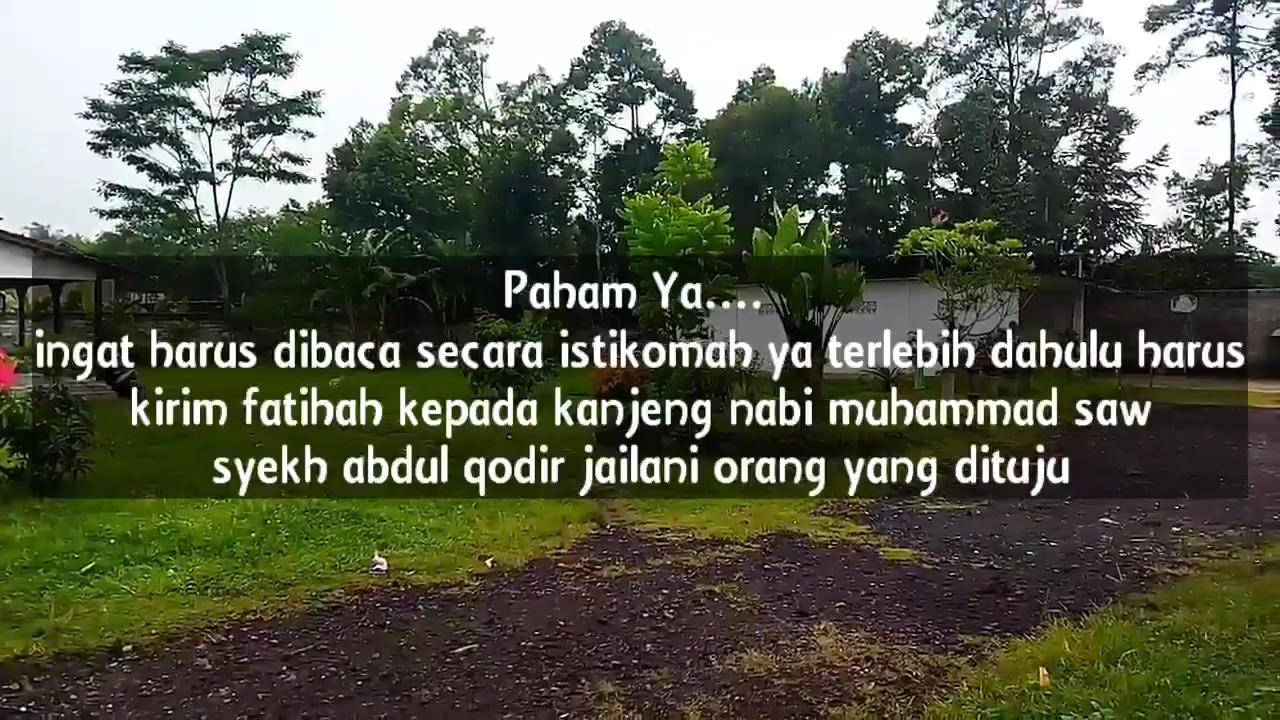 Paham Ya....
ingat harus dibaca secara istikomah ya terlebih dahulu harus
kirim fatihah kepada kanjeng nabi muhammad saw
syekh abdul qodir jailani orang yang dituju